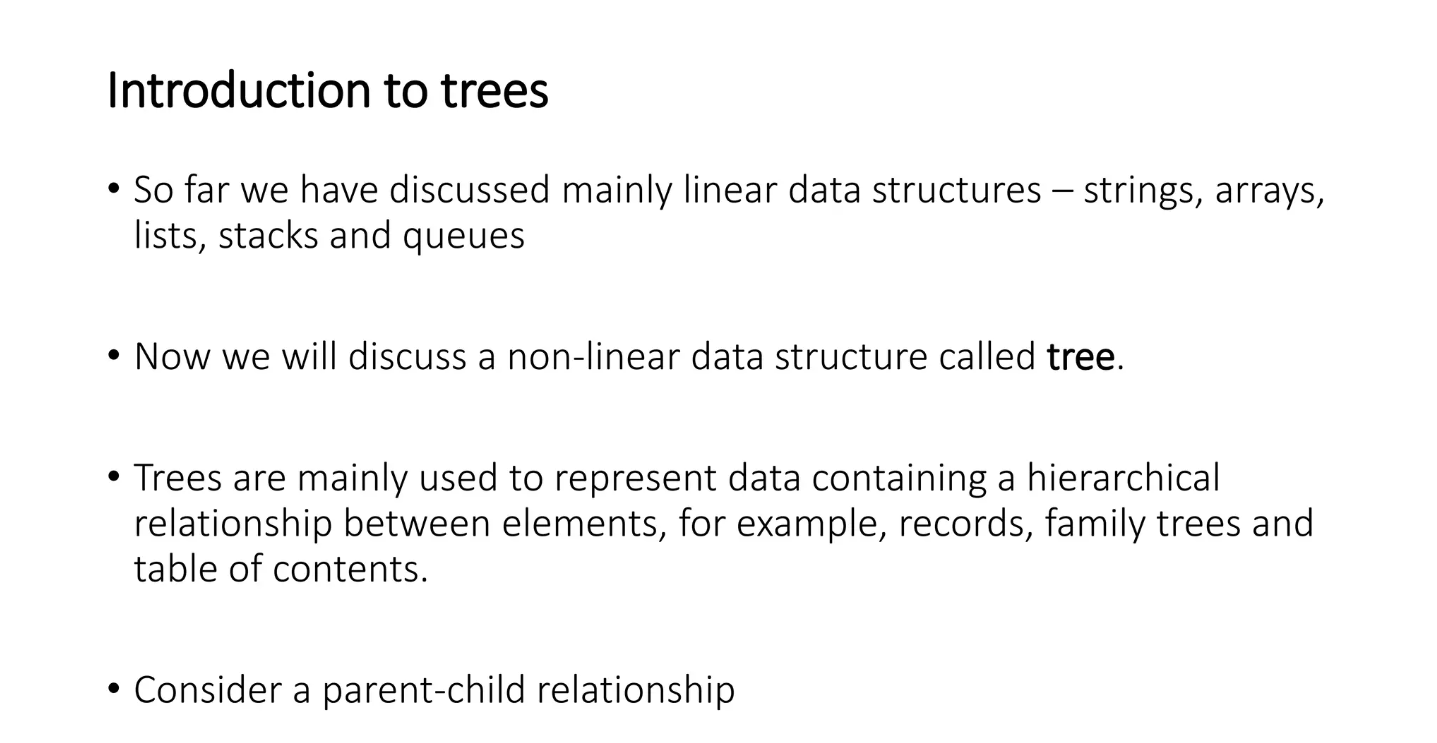 Introduction to trees
• So far we have discussed mainly linear data structures – strings, arrays,
lists, stacks and queues
• Now we will discuss a non-linear data structure called tree.
• Trees are mainly used to represent data containing a hierarchical
relationship between elements, for example, records, family trees and
table of contents.
• Consider a parent-child relationship